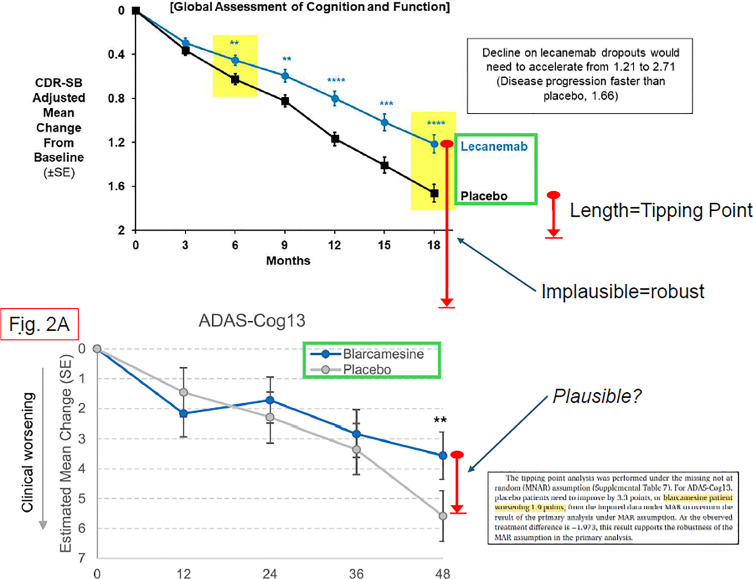 [Global Assessment of Cognition and Function]
0
0.4
0.8
1.2
1.6
2
CDR-SB
Adjusted
Mean
Change
From
Baseline
(±SE)
**
**
****
***
****
Lecanemab
Placebo
0
3
6
9
12
15
18
Months
Decline on lecanemab dropouts would
need to accelerate from 1.21 to 2.71
(Disease progression faster than
placebo, 1.66)
Length=Tipping Point
Implausible=robust
Fig. 2A
ADAS-Cog13
Clinical worsening
Estimated Mean Change (SE)
0
1
2
3
4
5
6
7
Blarcamesine
Placebo
**
0
12
24
36
48
Plausible?
The tipping point analysis was performed under the missing not at
random (MNAD) assumption (Supplemental Table 7). For ADAS-Cog13,
placebo patients need to improve by 3.3 points, or blarcamesine patient
worsening 1.9 points, from the imputed data under MAR to overturn the
result of the primary analysis under MAR assumption. As the observed
treatment difference is −1.973, this result supports the robustness of the
MAR assumption in the primary analysis.